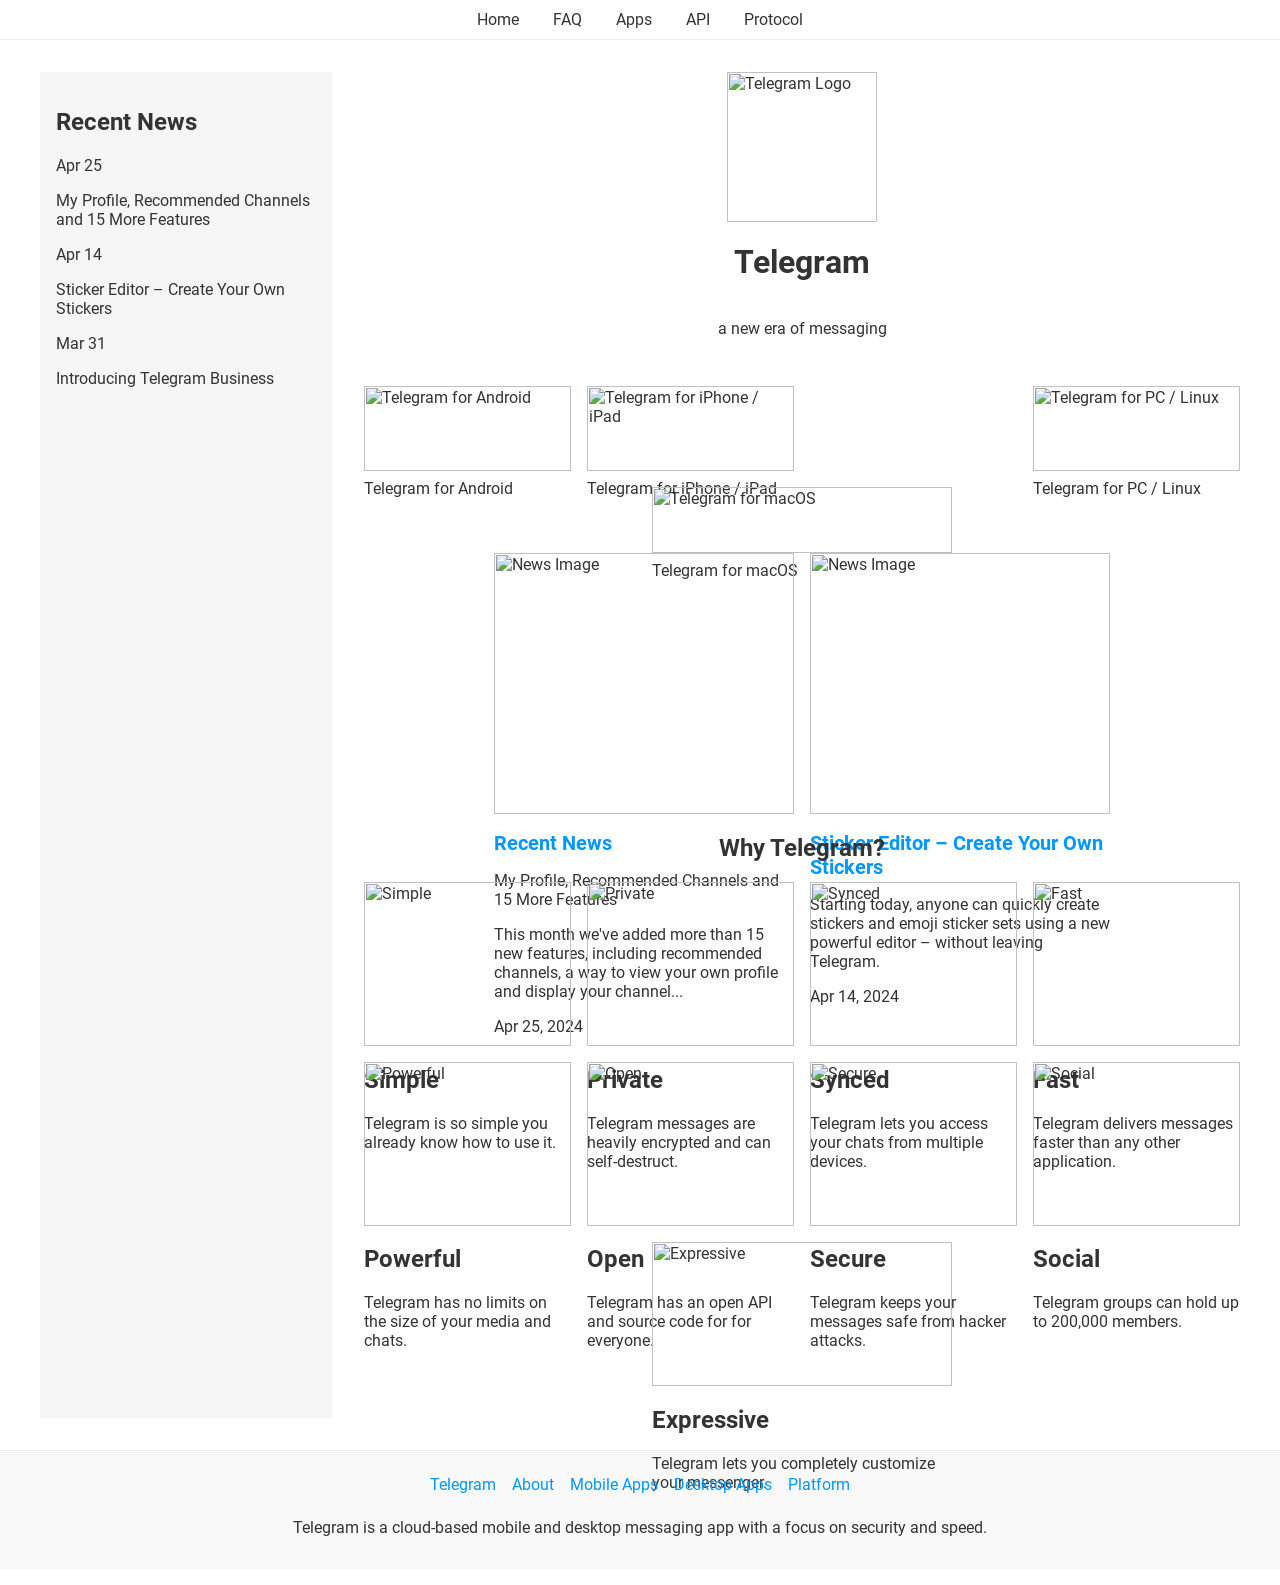 Home FAQ Apps API Protocol
Recent News
Apr 25
My Profile, Recommended Channels
and 15 More Features
Apr 14
Sticker Editor – Create Your Own
Stickers
Mar 31
Introducing Telegram Business
Telegram Logo
Telegram
a new era of messaging
Telegram for Android
Telegram for Android
Telegram for iPhone /
iPad
Telegram for iPhone / iPad
Telegram for macOS
Telegram for macOS
Telegram for PC / Linux
Telegram for PC / Linux
News Image
Recent News
My Profile, Recommended Channels and
15 More Features
This month we've added more than 15
new features, including recommended
channels, a way to view your own profile
and display your channel...
Apr 25, 2024
News Image
Sticker Editor – Create Your Own
Stickers
Starting today, anyone can quickly create
stickers and emoji sticker sets using a new
powerful editor – without leaving
Telegram.
Apr 14, 2024
Why Telegram?
Simple
Simple
Telegram is so simple you
already know how to use it.
Private
Private
Telegram messages are
heavily encrypted and can
self-destruct.
Synced
Synced
Telegram lets you access
your chats from multiple
devices.
Fast
Fast
Telegram delivers messages
faster than any other
application.
Powerful
Powerful
Telegram has no limits on
the size of your media and
chats.
Open
Open
Telegram has an open API
and source code for for
everyone.
Secure
Secure
Telegram keeps your
messages safe from hacker
attacks.
Social
Social
Telegram groups can hold up
to 200,000 members.
Expressive
Expressive
Telegram lets you completely customize
your messenger.
Telegram About Mobile Apps Desktop Apps Platform
Telegram is a cloud-based mobile and desktop messaging app with a focus on security and speed.